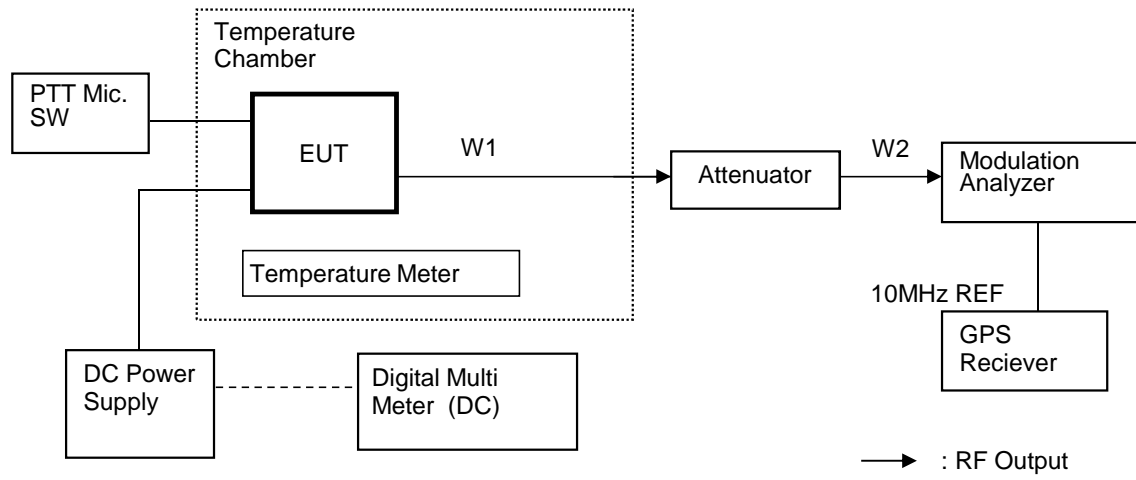 Temperature
Chamber
PTT Mic.
SW
EUT
W1
Attenuator
W2
Modulation
Analyzer
Temperature Meter
10MHz REF
GPS
Reciever
DC Power
Supply
Digital Multi
Meter (DC)
: RF Output